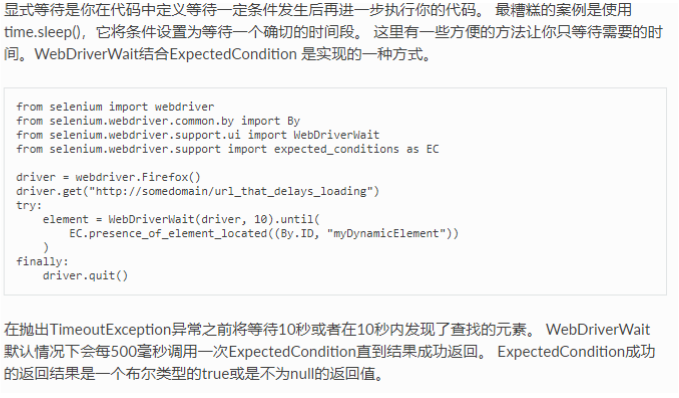 显式等待是你在代码中定义等待一定条件发生后再进一步执行你的代码。 最糟糕的案例是使用
time.sleep()，它将条件设置为等待一个确切的时间段。 这里有一些方便的方法让你只等待需要的时
间。WebDriverWait结合ExpectedCondition 是实现的一种方式。
from selenium import webdriver
from selenium.webdriver.common.by import By
from selenium.webdriver.support.ui import WebDriverWait
from selenium.webdriver.support import expected_conditions as EC
driver = webdriver.Firefox()
driver.get("http://somedomain/url_that_delays_loading")
try:
    element = WebDriverWait(driver, 10).until(
        EC.presence_of_element_located((By.ID, "myDynamicElement"))
    )
finally:
    driver.quit()
在抛出TimeoutException异常之前将等待10秒或者在10秒内发现了查找的元素。 WebDriverWait
默认情况下会每500毫秒调用一次ExpectedCondition直到结果成功返回。 ExpectedCondition成功
的返回结果是一个布尔类型的true或是不为null的返回值。